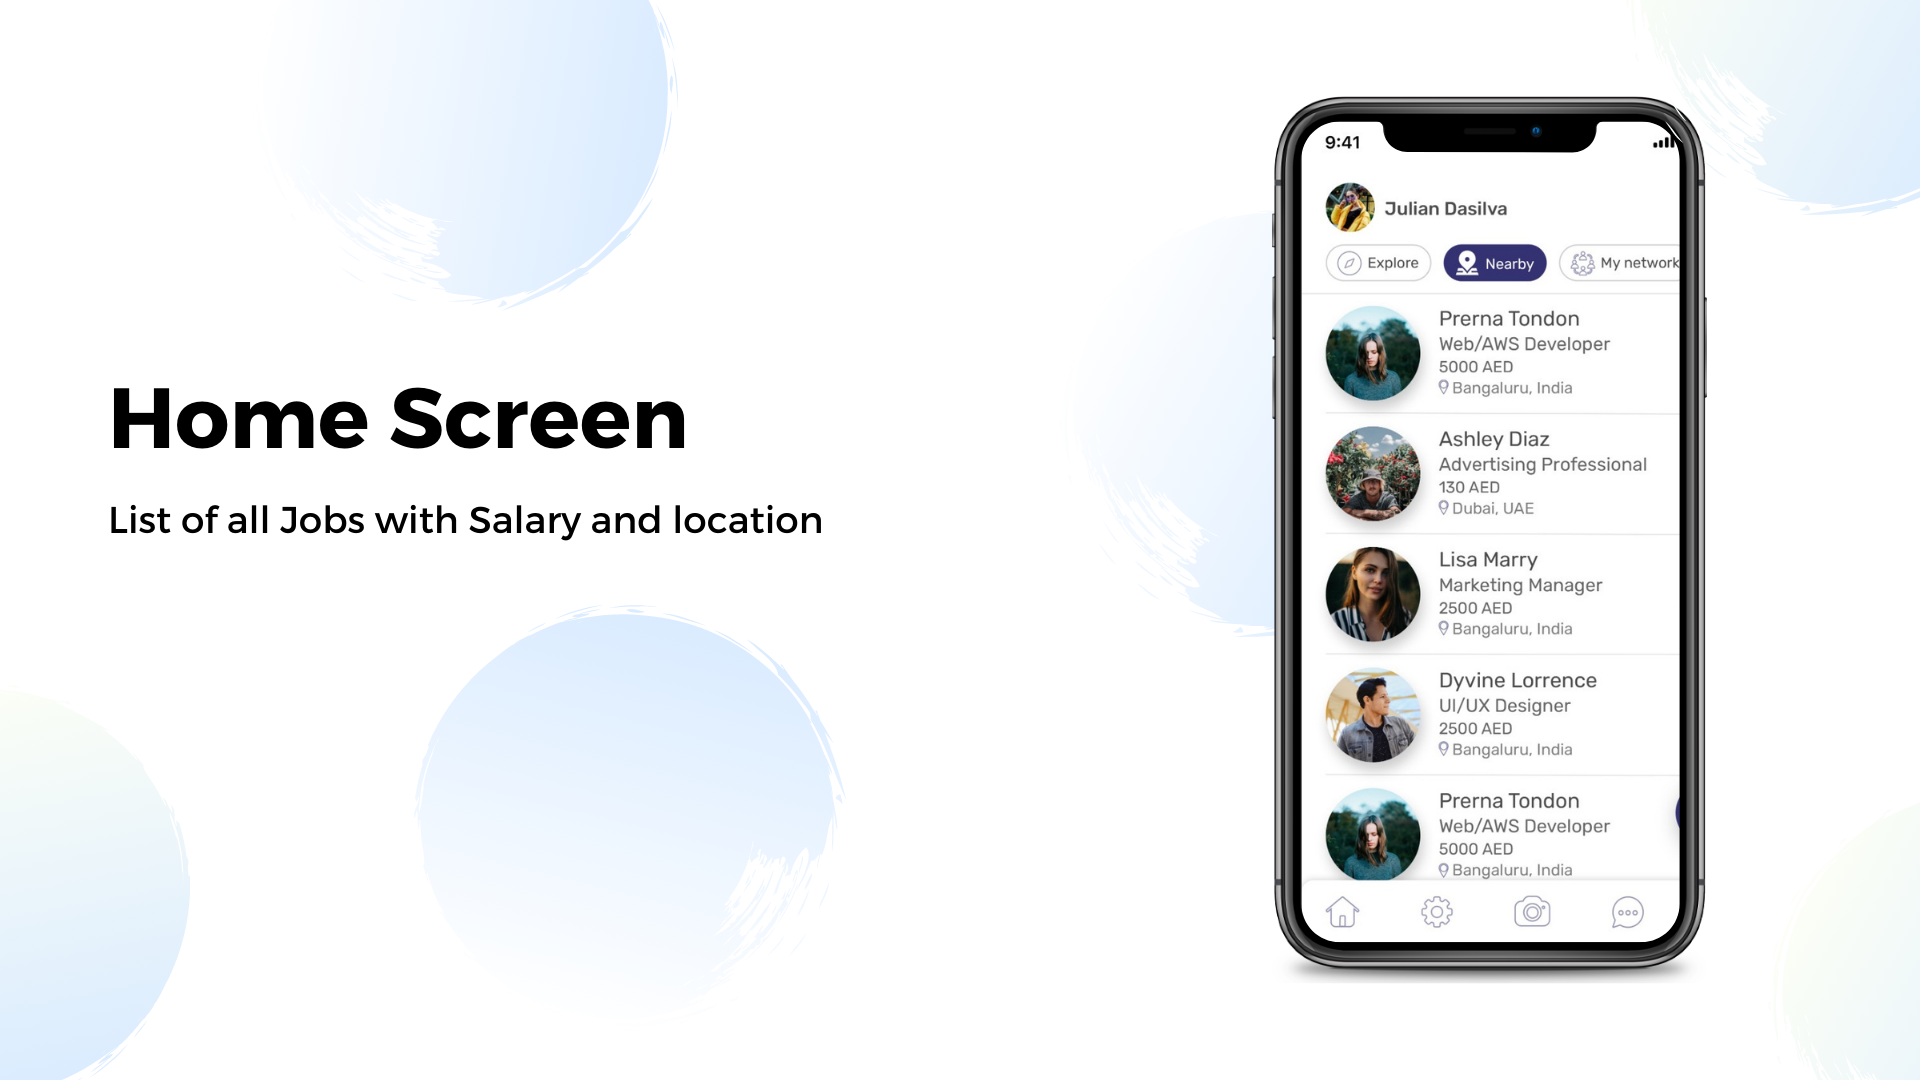 Home Screen
List of all Jobs with Salary and location
9:41
Julian Dasilva
Explore
Nearby
My network
Prerna Tondon
Web/AWS Developer
5000 AED
Bangaluru, India
Ashley Diaz
Advertising Professional
130 AED
Dubai, UAE
Lisa Marry
Marketing Manager
2500 AED
Bangaluru, India
Dyvine Lorrence
UI/UX Designer
2500 AED
Bangaluru, India
Prerna Tondon
Web/AWS Developer
5000 AED
Bangaluru, India